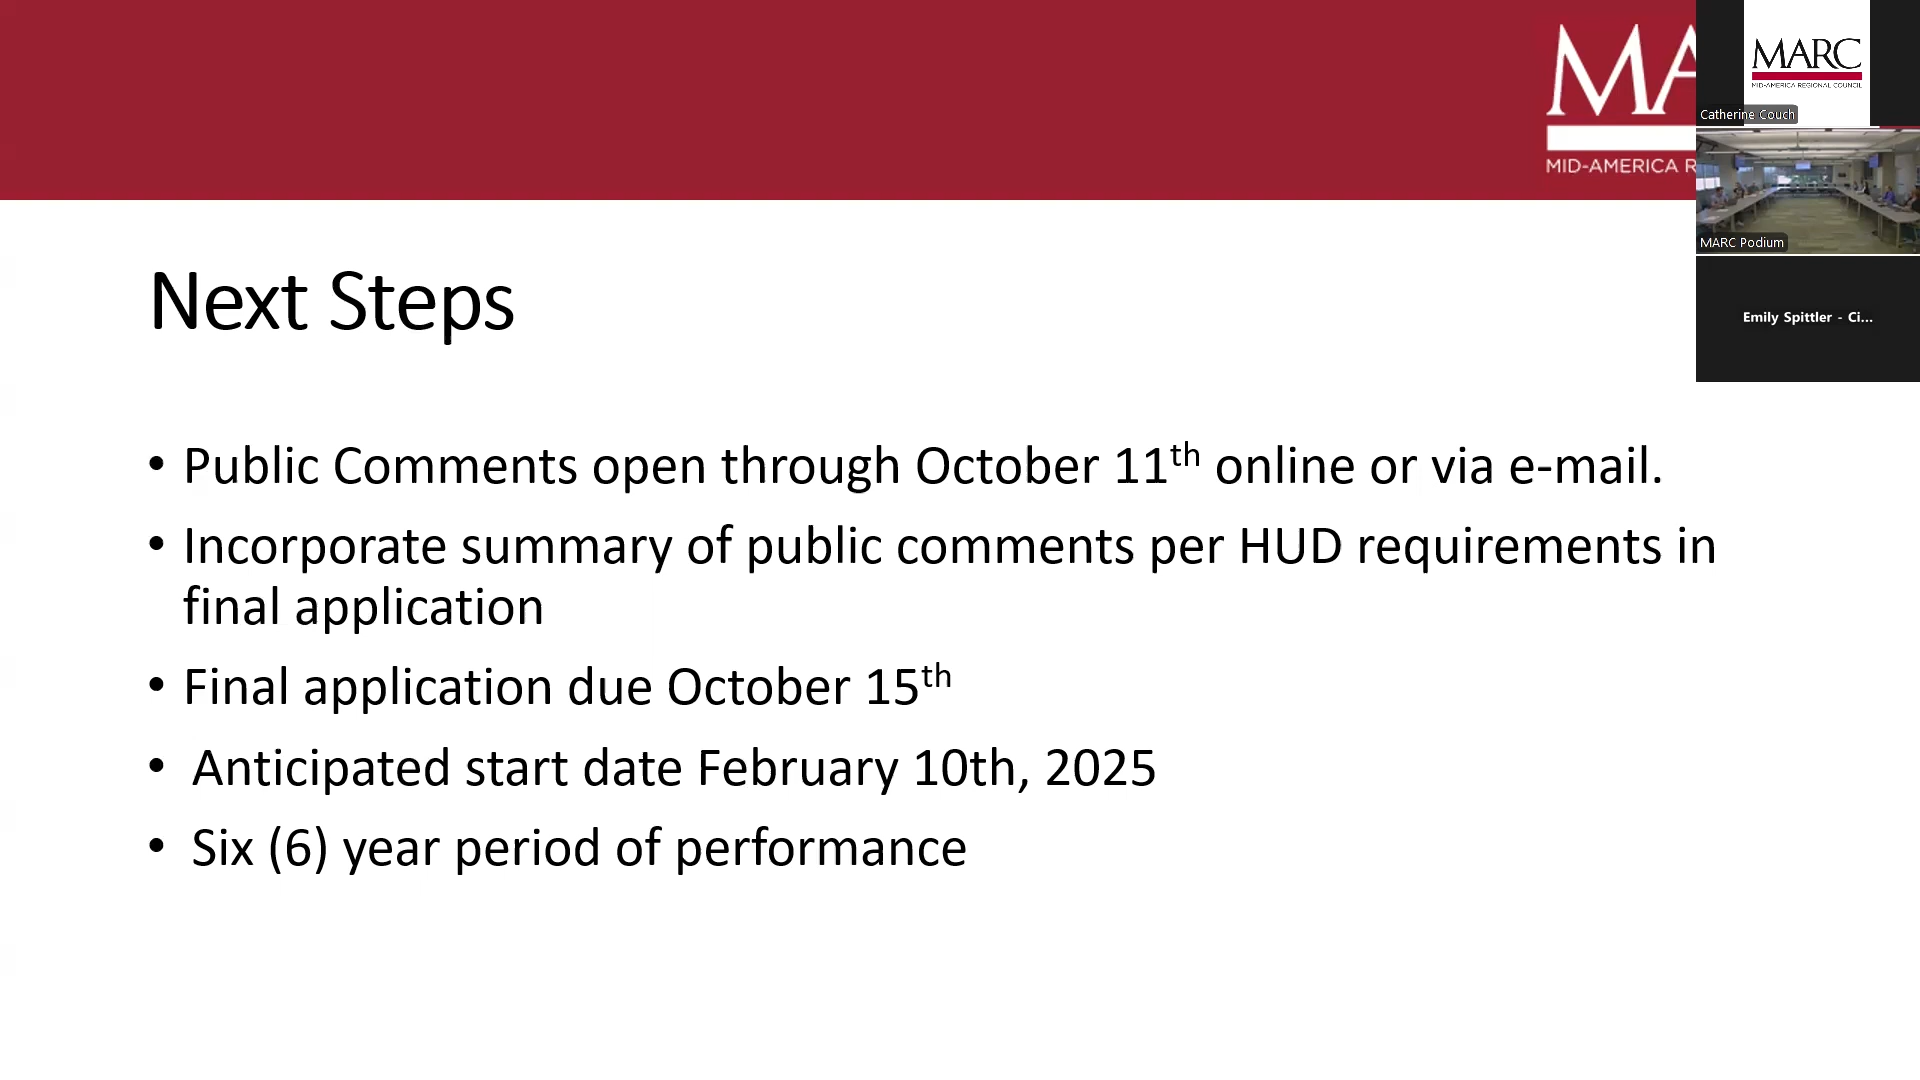 MA
MID-AMERICA R
MARC
MID-AMERICA REGIONAL COUNCIL
Catherine Couch
MARC Podium
Emily Spittler - Ci...
Next Steps
• Public Comments open through October 11th online or via e-mail.
• Incorporate summary of public comments per HUD requirements in
final application
• Final application due October 15th
• Anticipated start date February 10th, 2025
• Six (6) year period of performance